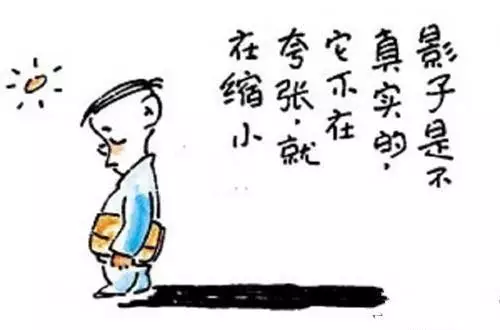 影子是不
真实的，
它不在
夸张，就
在缩小